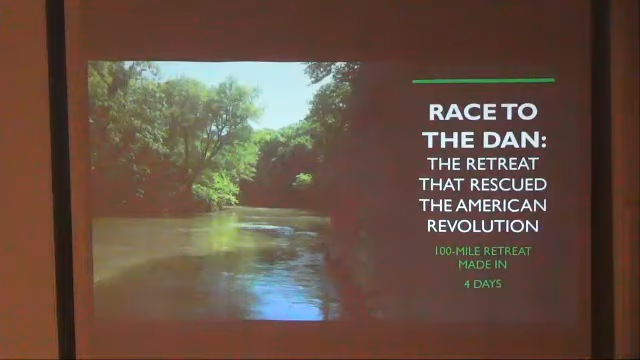 RACE TO
THE DAN:
THE RETREAT
THAT RESCUED
THE AMERICAN
REVOLUTION
100-MILE RETREAT
MADE IN
4 DAYS